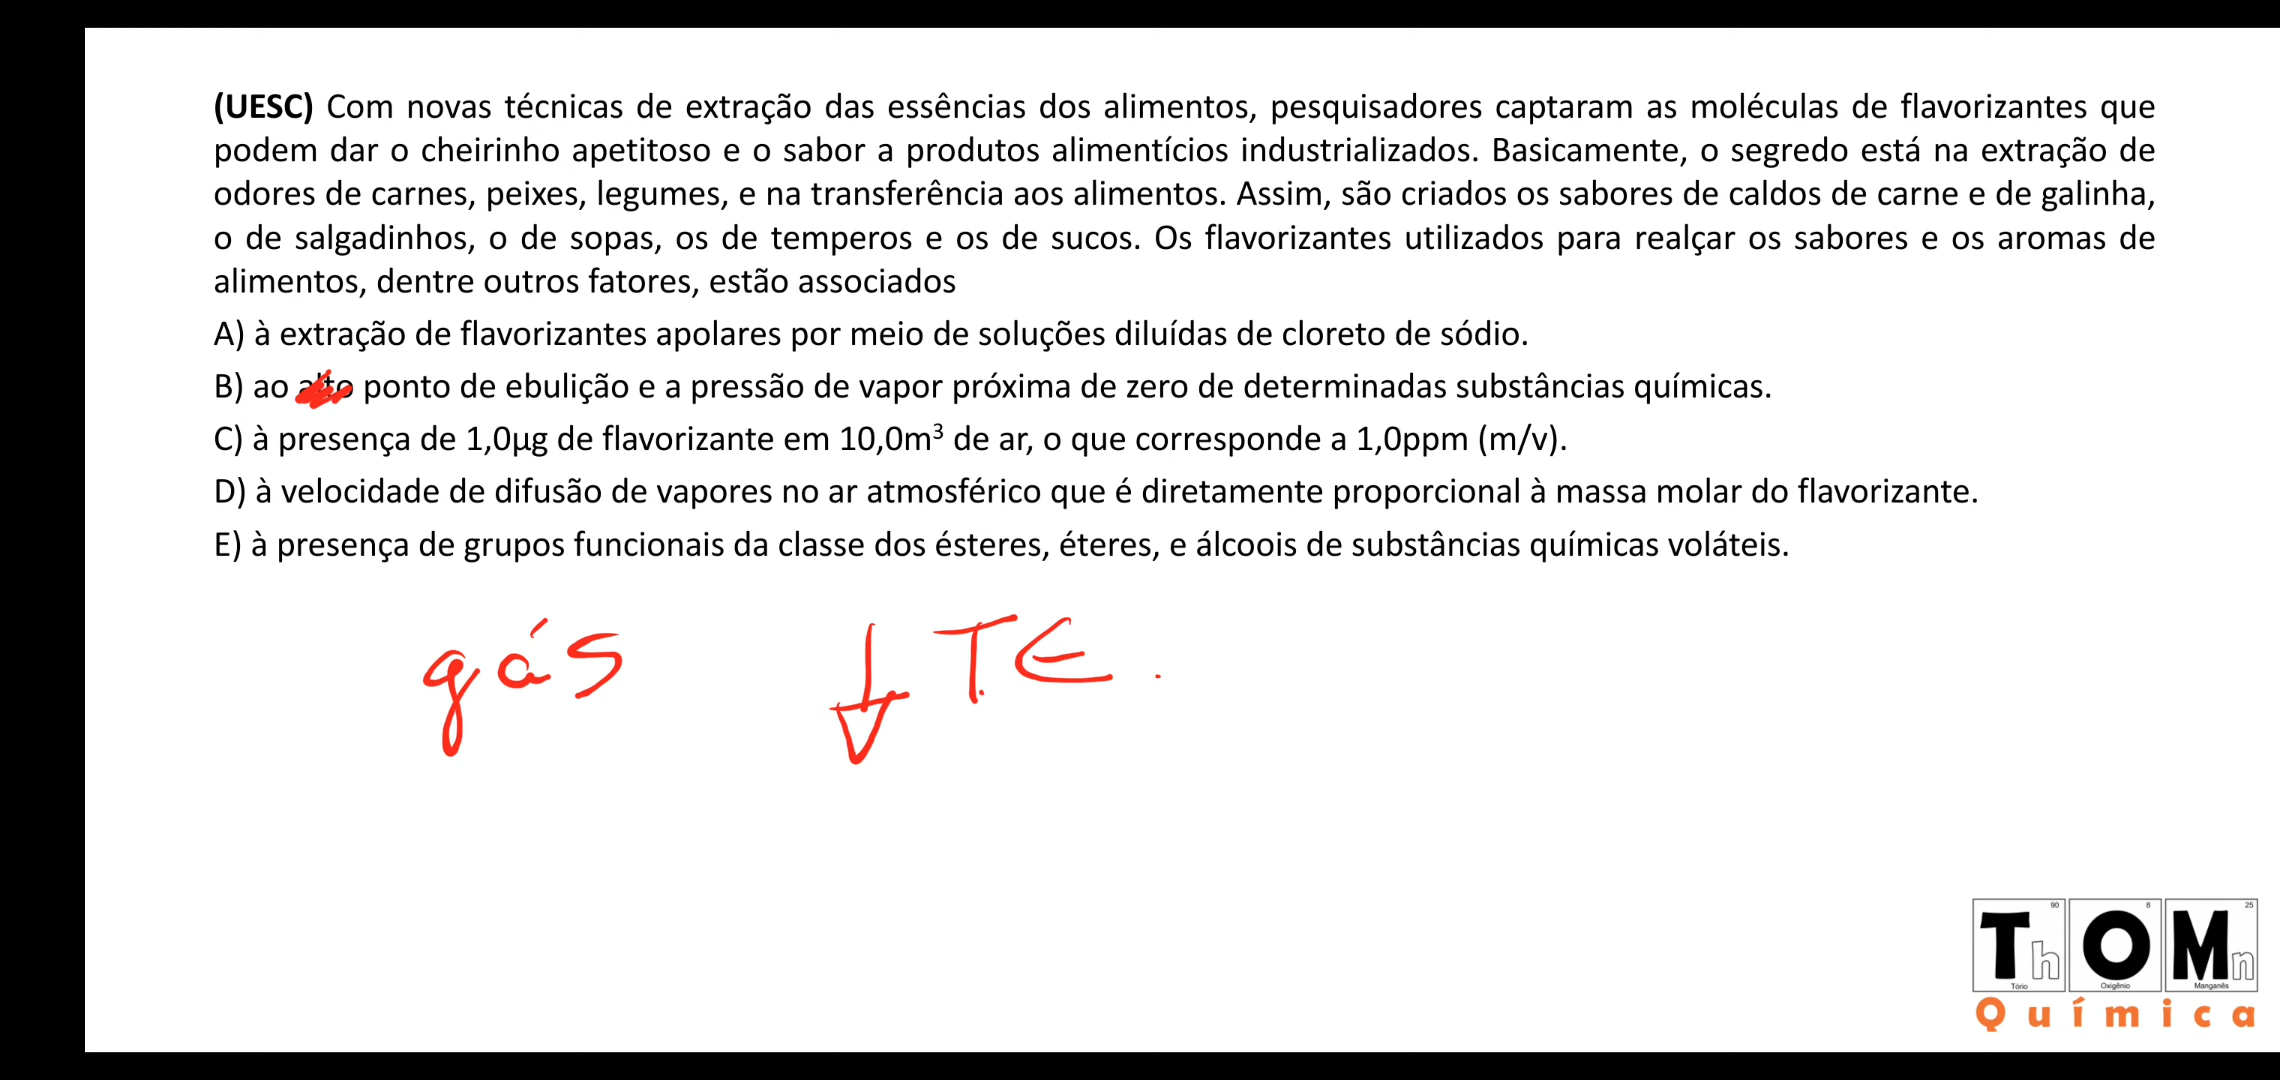 (UESC) Com novas técnicas de extração das essências dos alimentos, pesquisadores captaram as moléculas de flavorizantes que
podem dar o cheirinho apetitoso e o sabor a produtos alimentícios industrializados. Basicamente, o segredo está na extração de
odores de carnes, peixes, legumes, e na transferência aos alimentos. Assim, são criados os sabores de caldos de carne e de galinha,
o de salgadinhos, o de sopas, os de temperos e os de sucos. Os flavorizantes utilizados para realçar os sabores e os aromas de
alimentos, dentre outros fatores, estão associados
A) à extração de flavorizantes apolares por meio de soluções diluídas de cloreto de sódio.
B) ao alto ponto de ebulição e a pressão de vapor próxima de zero de determinadas substâncias químicas.
C) à presença de 1,0μg de flavorizante em 10,0m³ de ar, o que corresponde a 1,0ppm (m/v).
D) à velocidade de difusão de vapores no ar atmosférico que é diretamente proporcional à massa molar do flavorizante.
E) à presença de grupos funcionais da classe dos ésteres, éteres, e álcoois de substâncias químicas voláteis.
gás ↓ TE.
90 8 25
Th O Mn
Tório Oxigênio Manganês
Química